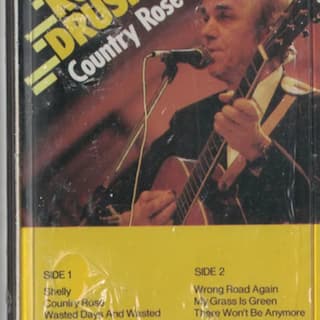 Country Rose
SIDE 1
Shelly
Country Rose
Wasted Days And Wasted
SIDE 2
Wrong Road Again
My Grass Is Green
There Won't Be Anymore